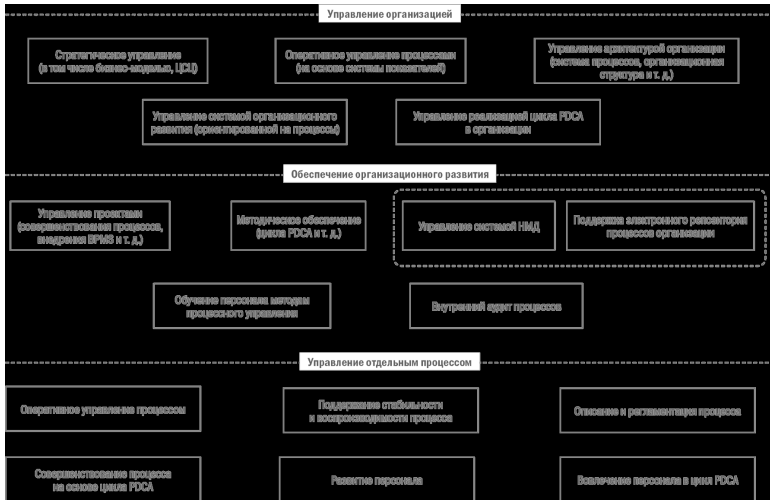 Управление организацией
Стратегическое управление
(в том числе бизнес-моделью, ЦСЦ)
Оперативное управление процессами
(на основе системы показателей)
Управление архитектурой организации
(система процессов, организационная
структура и т. д.)
Управление системой организационного
развития (ориентированной на процессы)
Управление реализацией цикла PDCA
в организации
Обеспечение организационного развития
Управление проектами
(совершенствования процессов,
внедрения BPMS и т. д.)
Методическое обеспечение
(цикла PDCA и т. д.)
Управление системой НМД
Поддержка электронного репозитория
процессов организации
Обучение персонала методам
процессного управления
Внутренний аудит процессов
Управление отдельным процессом
Оперативное управление процессом
Поддержание стабильности
и воспроизводимости процесса
Описание и регламентация процесса
Совершенствование процесса
на основе цикла PDCA
Развитие персонала
Вовлечение персонала в цикл PDCA